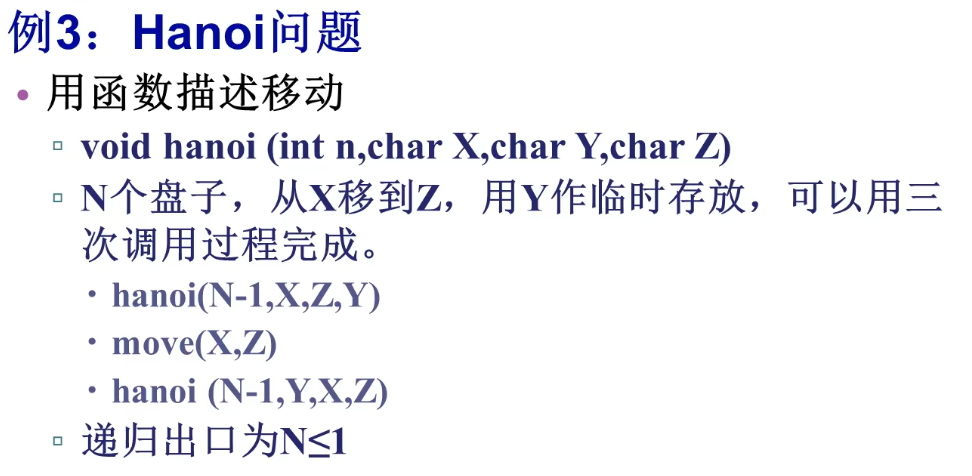 例3：Hanoi问题
• 用函数描述移动
▫ void hanoi (int n,char X,char Y,char Z)
▫ N个盘子，从X移到Z，用Y作临时存放，可以用三
次调用过程完成。
· hanoi(N-1,X,Z,Y)
· move(X,Z)
· hanoi (N-1,Y,X,Z)
▫ 递归出口为N≤1